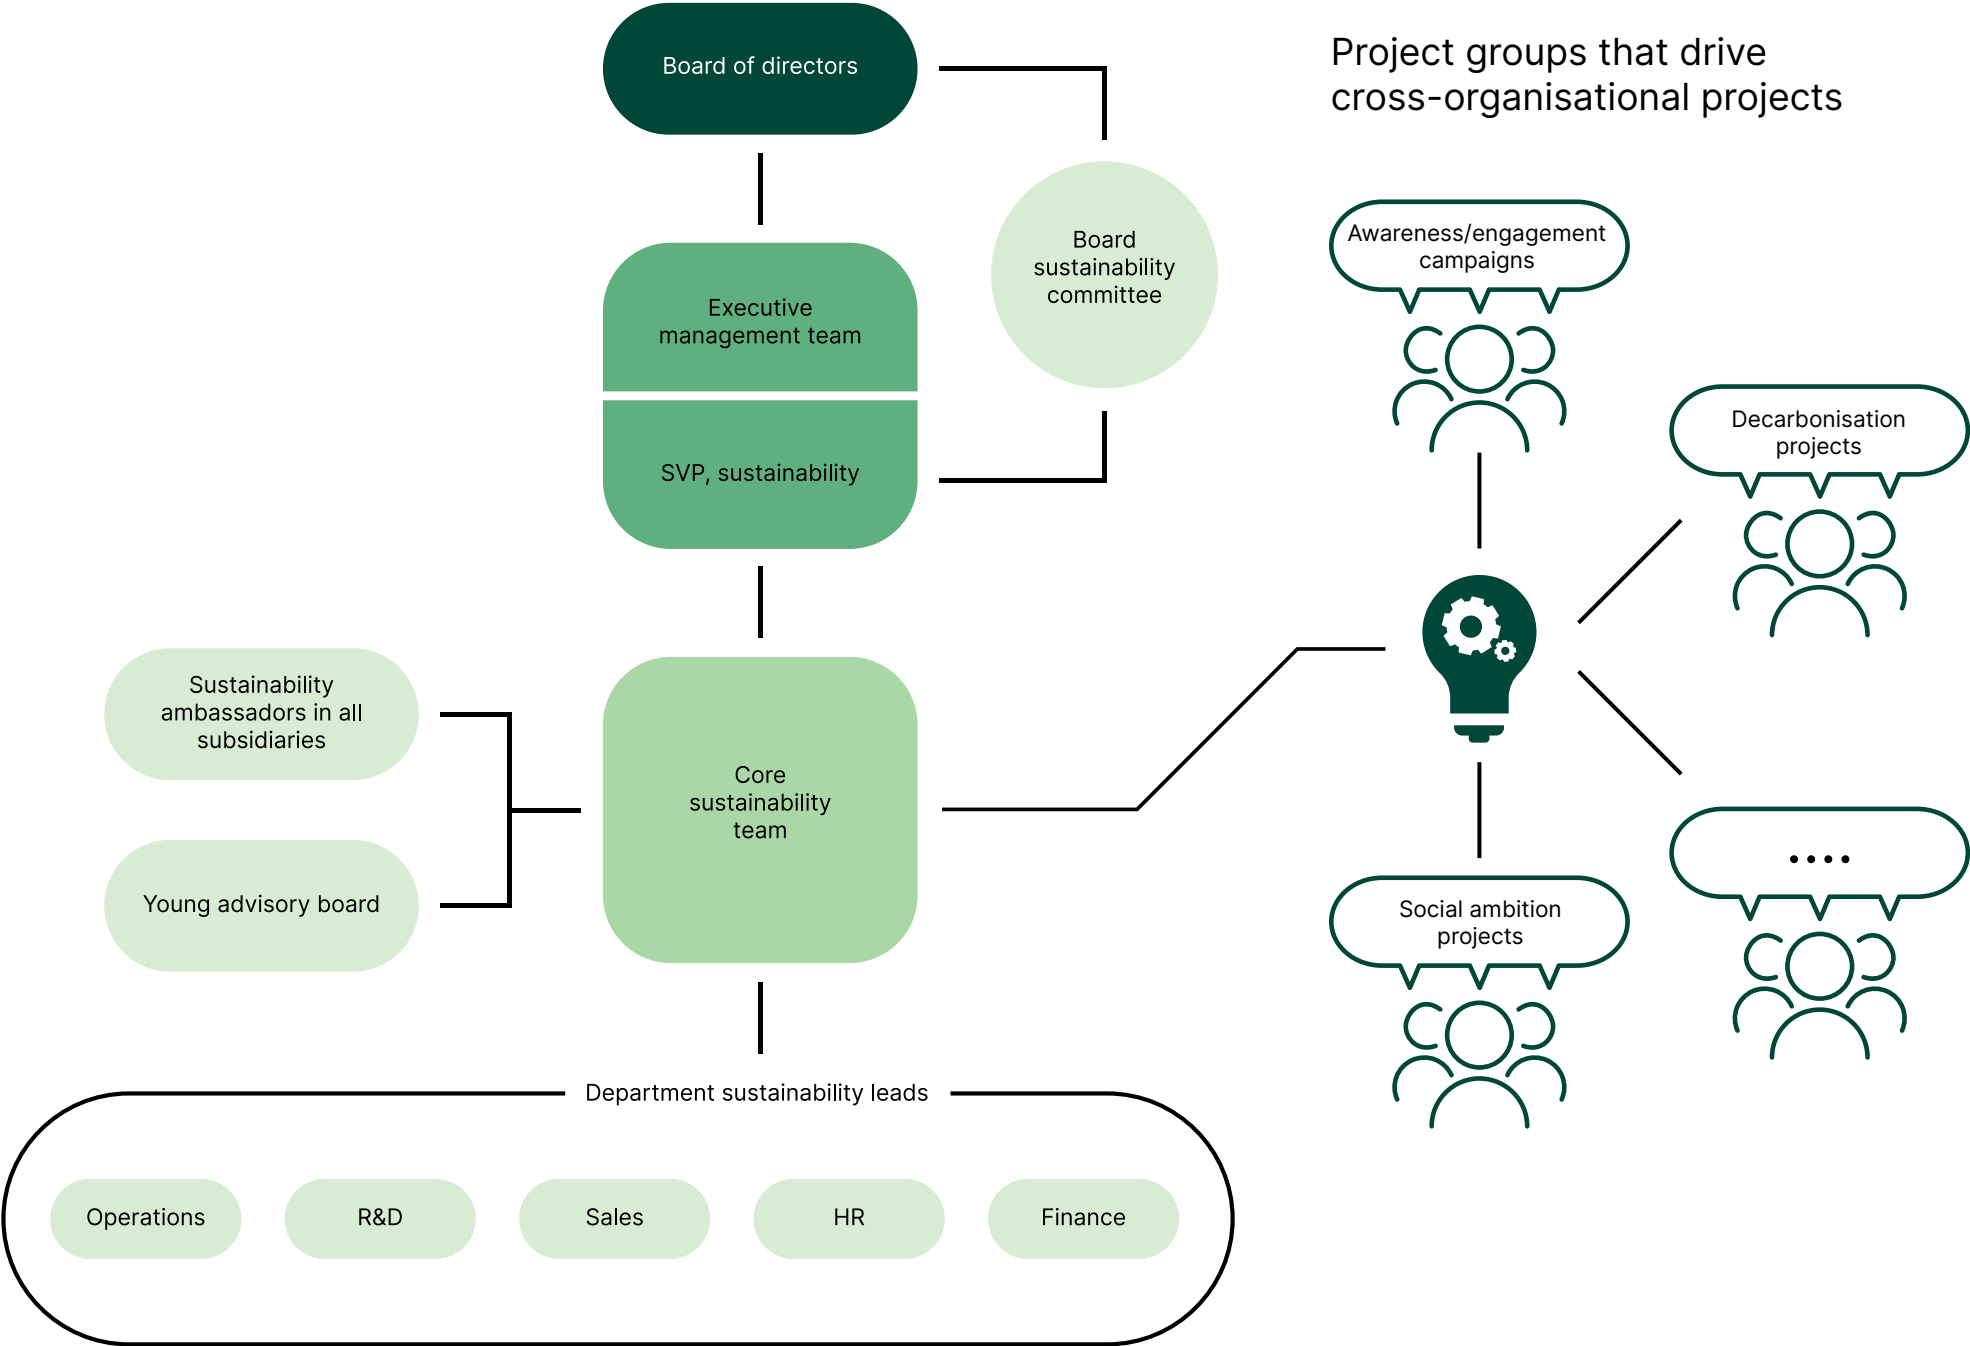 Board of directors
Project groups that drive
cross-organisational projects
Board
sustainability
committee
Executive
management team
SVP, sustainability
Awareness/engagement
campaigns
Decarbonisation
projects
Sustainability
ambassadors in all
subsidiaries
Young advisory board
Core
sustainability
team
Social ambition
projects
....
Department sustainability leads
Operations
R&D
Sales
HR
Finance